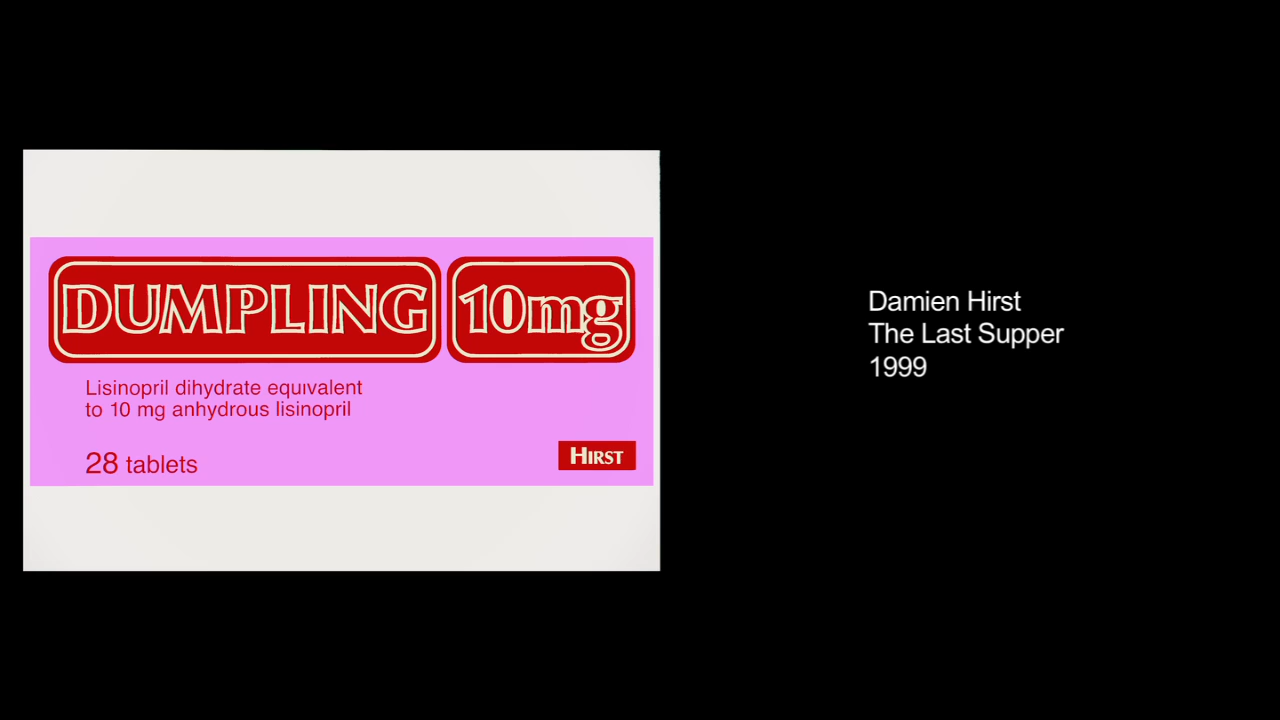 DUMPLING 10mg
Lisinopril dihydrate equivalent
to 10 mg anhydrous lisinopril
28 tablets
HIRST
Damien Hirst
The Last Supper
1999